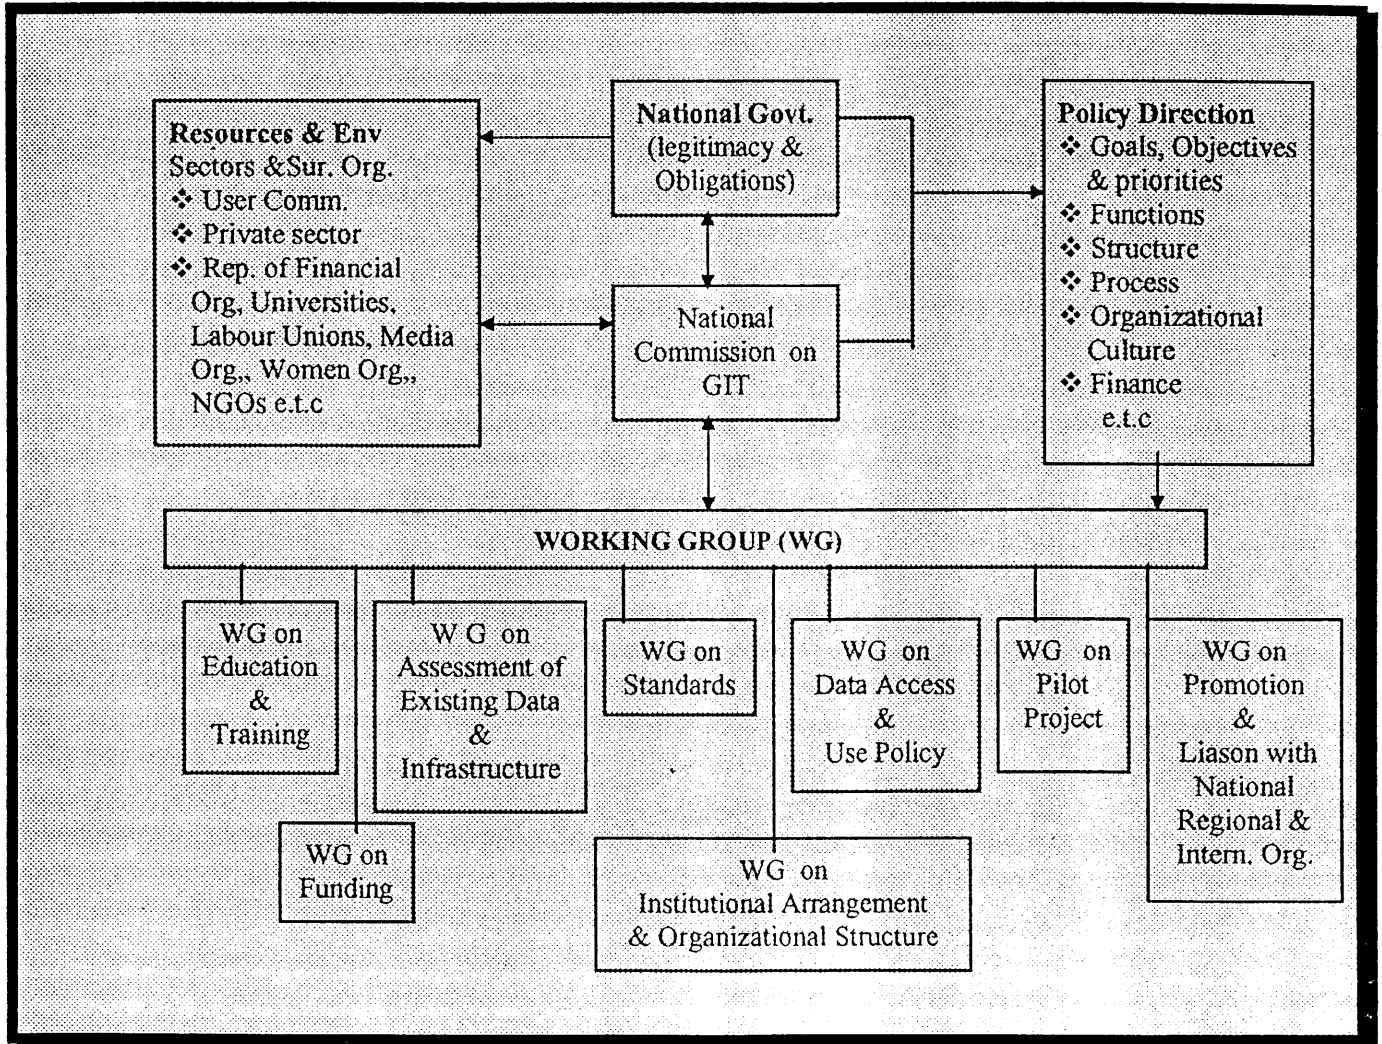 Resources & Env
Sectors &Sur. Org.
❖ User Comm.
❖ Private sector
❖ Rep. of Financial
Org, Universities,
Labour Unions, Media
Org,, Women Org,,
NGOs e.t.c
National Govt.
(legitimacy &
Obligations)
National
Commission on
GIT
Policy Direction
❖ Goals, Objectives
& priorities
❖ Functions
❖ Structure
❖ Process
❖ Organizational
Culture
❖ Finance
e.t.c
WORKING GROUP (WG)
WG on
Education
&
Training
WG on
Funding
W G on
Assessment of
Existing Data
&
Infrastructure
WG on
Standards
WG on
Institutional Arrangement
& Organizational Structure
WG on
Data Access
&
Use Policy
WG on
Pilot
Project
WG on
Promotion
&
Liason with
National
Regional &
Intern. Org.